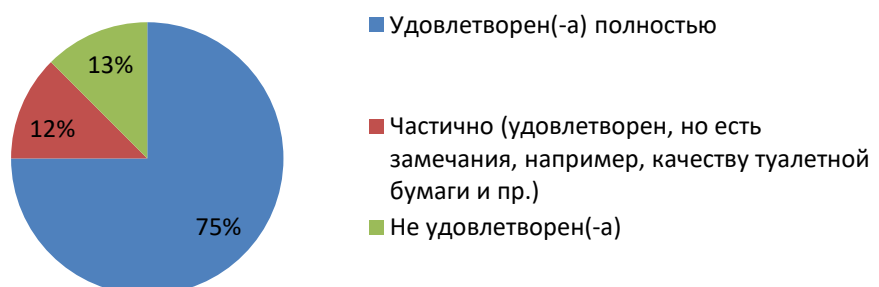 Удовлетворен(-а) полностью
13%
12%
Частично (удовлетворен, но есть
замечания, например, качеству туалетной
бумаги и пр.)
75%
Не удовлетворен(-а)